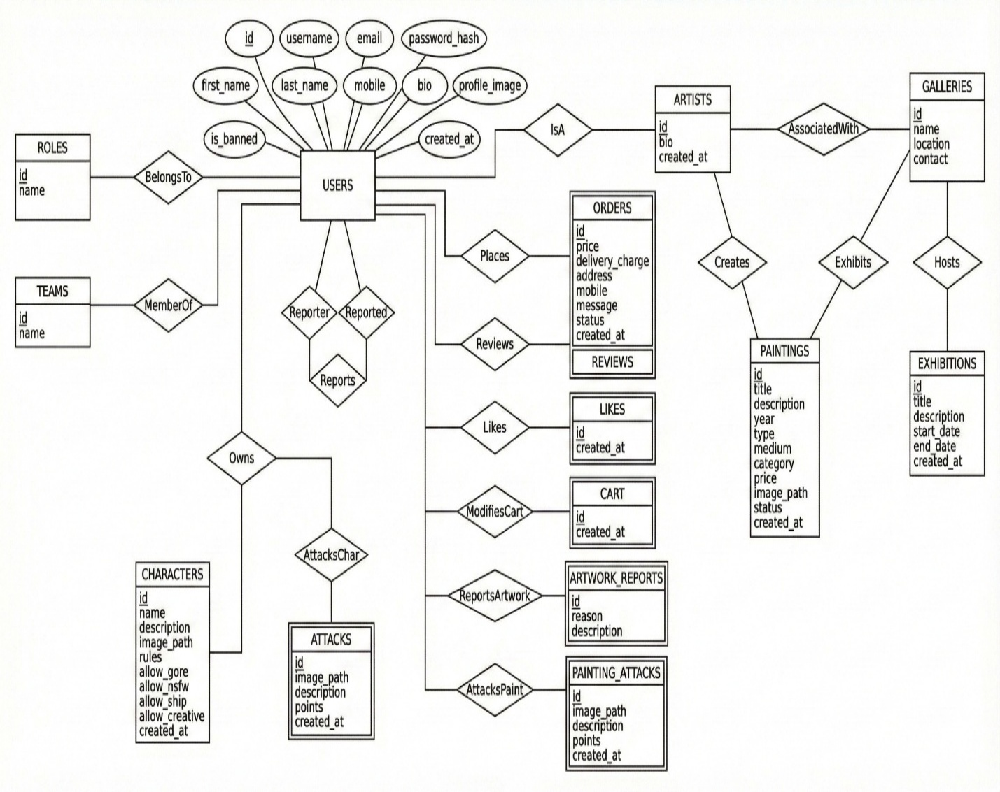 id
username
email
password_hash
first_name
last_name
mobile
bio
profile_image
is_banned
created_at
USERS
ROLES
id
name
BelongsTo
TEAMS
id
name
MemberOf
IsA
ARTISTS
id
bio
created_at
AssociatedWith
GALLERIES
id
name
location
contact
Creates
Exhibits
Hosts
PAINTINGS
id
title
description
year
type
medium
category
price
image_path
status
created_at
EXHIBITIONS
id
title
description
start_date
end_date
created_at
Places
ORDERS
id
price
delivery_charge
address
mobile
message
status
created_at
Reviews
REVIEWS
Reporter
Reported
Reports
Likes
LIKES
id
created_at
ModifiesCart
CART
id
created_at
ReportsArtwork
ARTWORK_REPORTS
id
reason
description
AttacksPaint
PAINTING_ATTACKS
id
image_path
description
points
created_at
Owns
AttacksChar
CHARACTERS
id
name
description
image_path
rules
allow_gore
allow_nsfw
allow_ship
allow_creative
created_at
ATTACKS
id
image_path
description
points
created_at